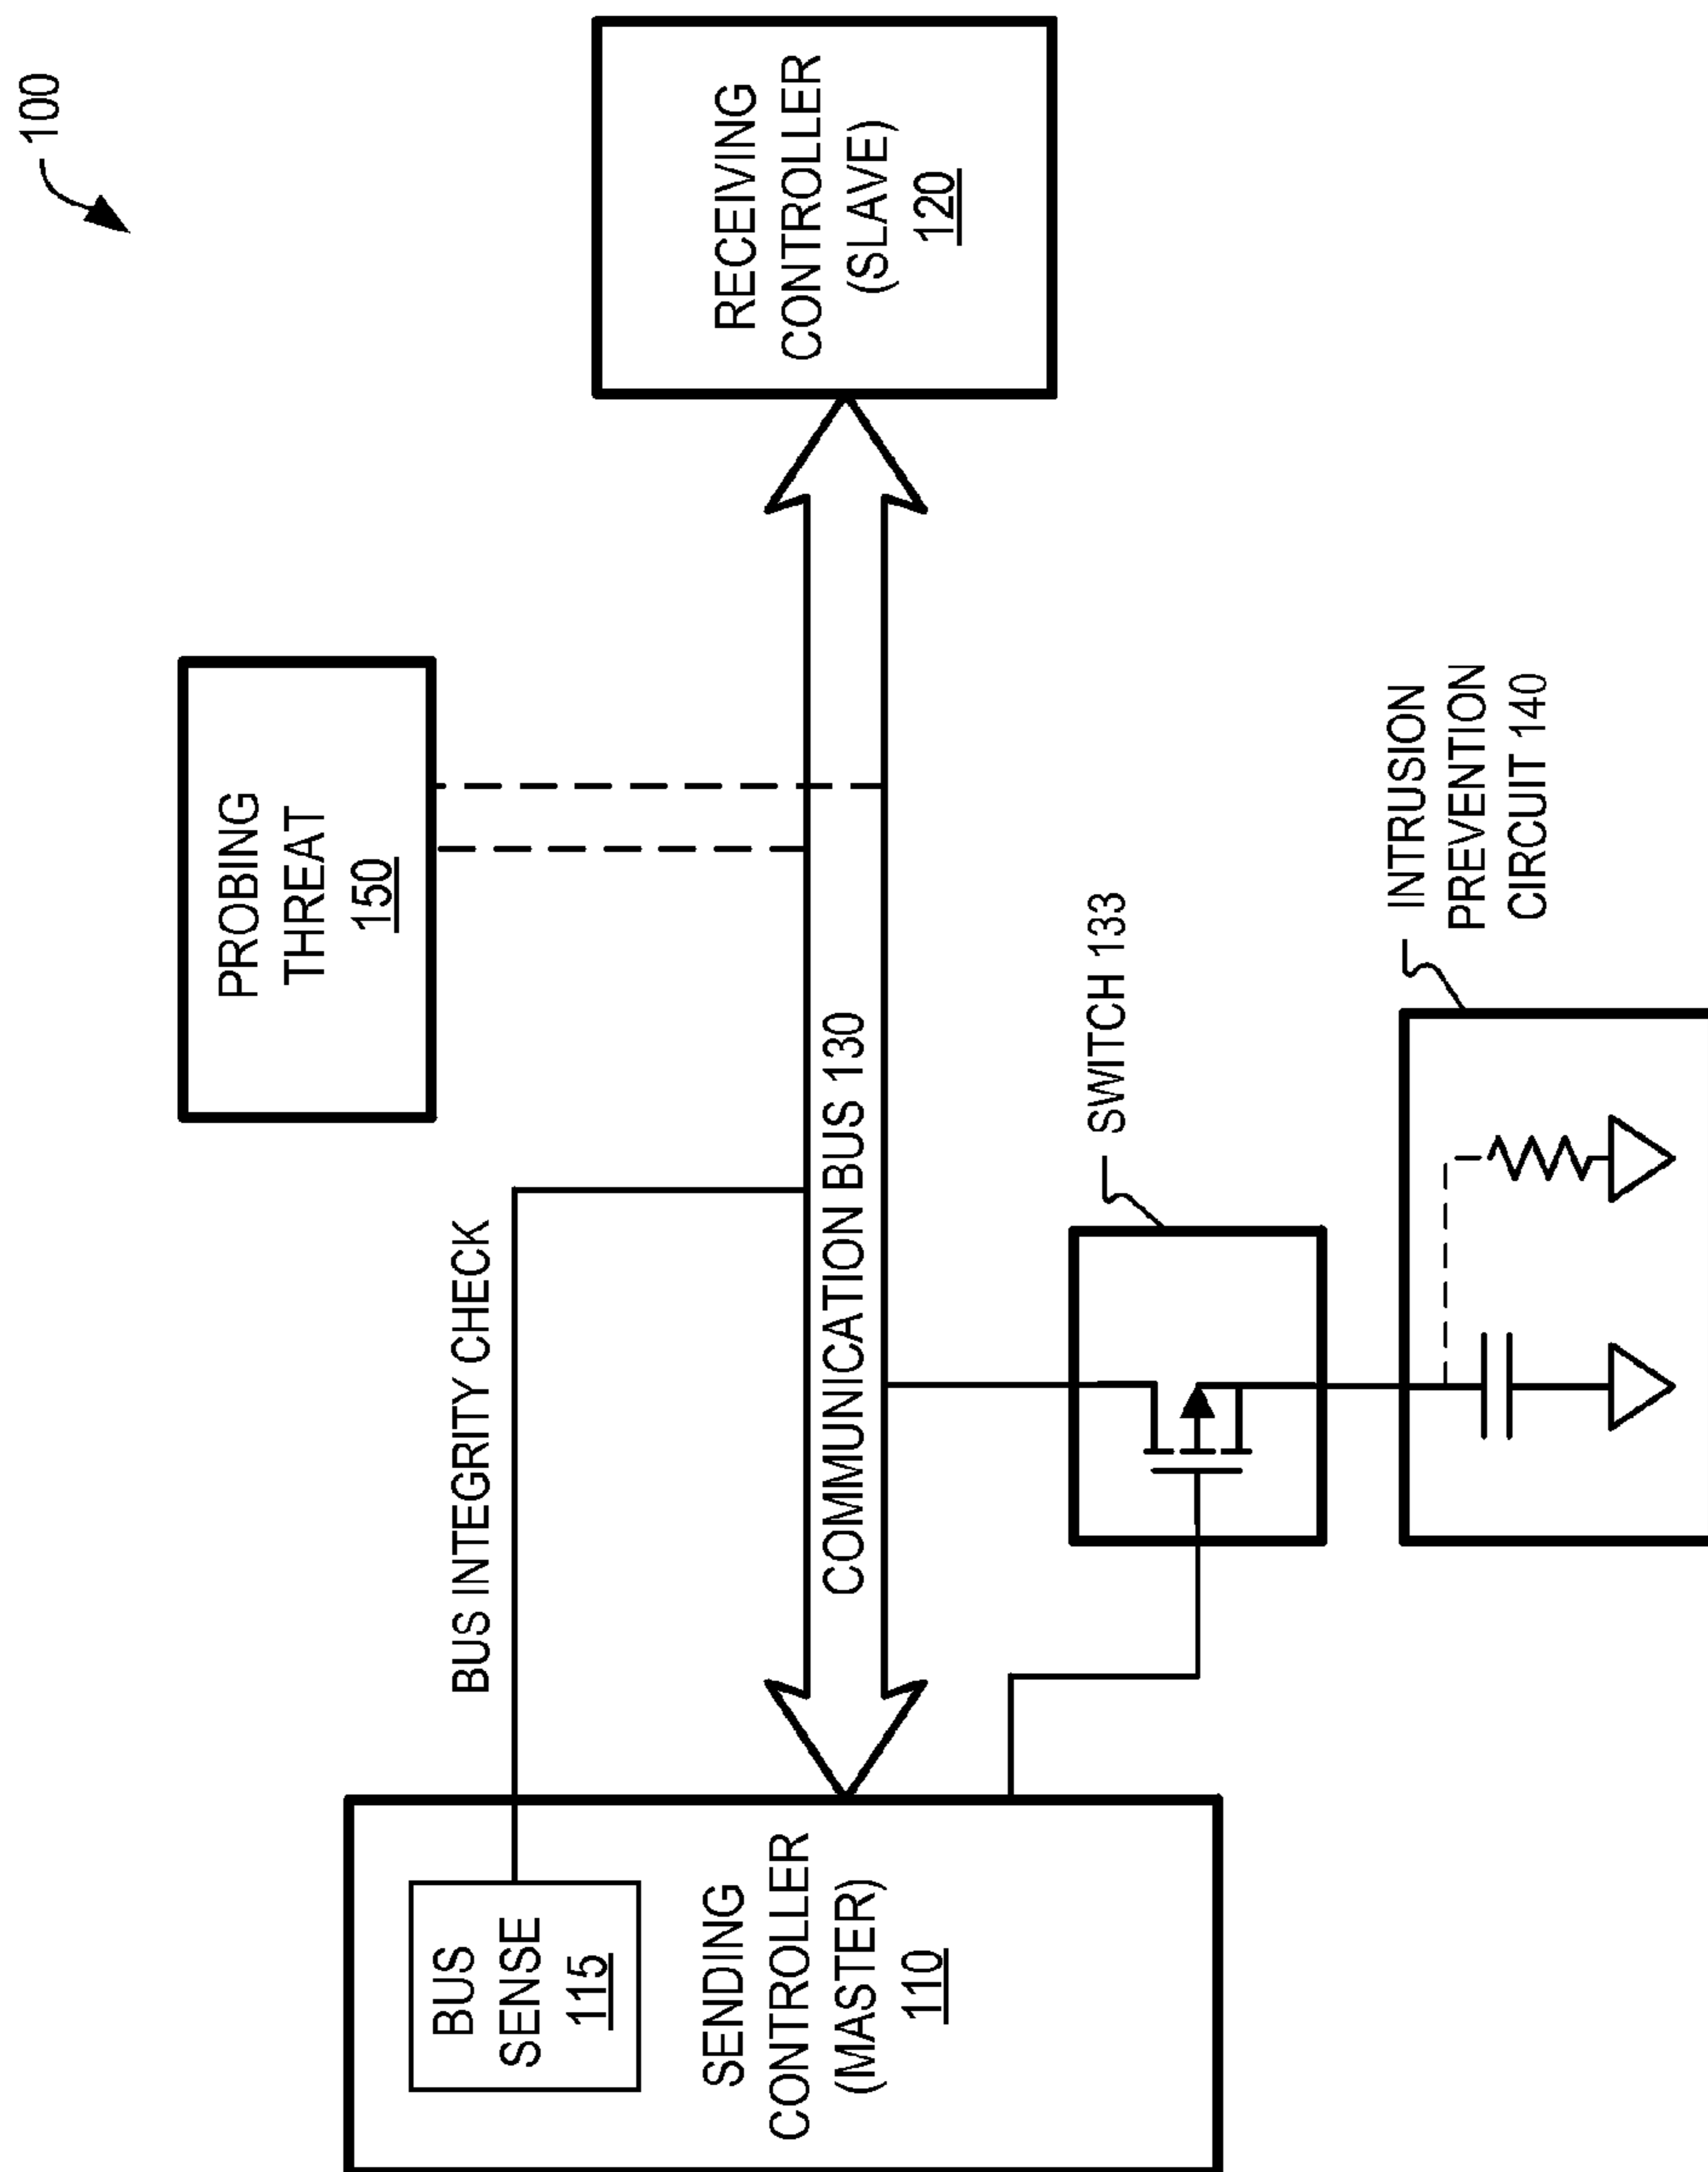 100
PROBING
THREAT
150
BUS INTEGRITY CHECK
BUS
SENSE
115
SENDING
CONTROLLER
(MASTER)
110
COMMUNICATION BUS 130
RECEIVING
CONTROLLER
(SLAVE)
120
SWITCH 133
INTRUSION
PREVENTION
CIRCUIT 140